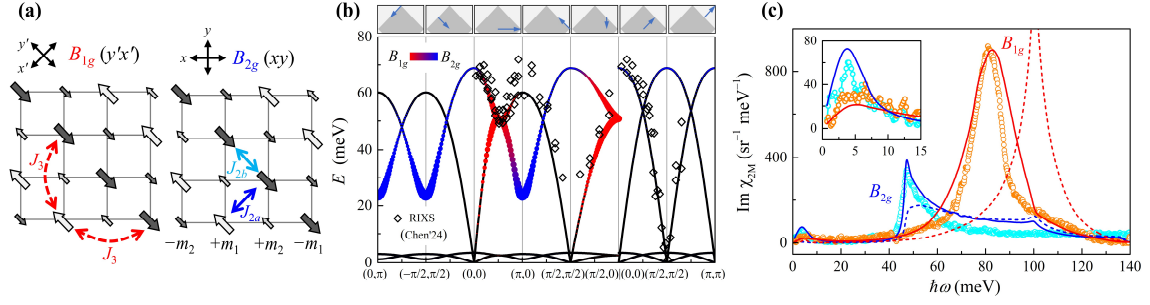 (a)
y′
x′
B1g (y′x′)
y
x
B2g (xy)
J3
J3
J2b
J2a
−m2 +m1 +m2 −m1
(b)
80
60
40
20
0
E (meV)
B1g B2g
RIXS
(Chen'24)
(0,π) (−π/2,π/2) (0,0) (π,0) (π/2,π/2) (π/2,0) (0,0) (π/2,π/2) (π,π)
(c)
800
400
0
Im χ2M (sr−1 meV−1)
B1g
B2g
80
40
0
0 5 10 15
0 20 40 60 80 100 120 140
ħω (meV)